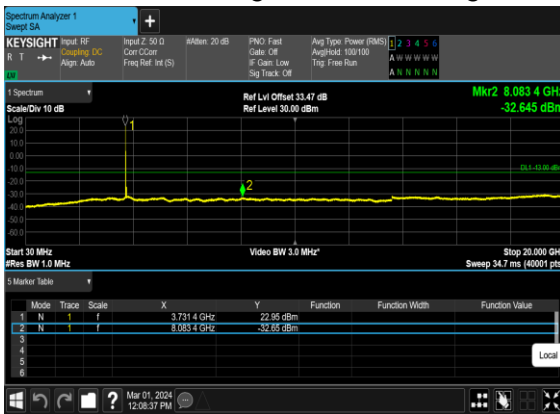 Spectrum Analyzer 1
Swept SA
KEYSIGHT Input: RF Input Z: 50 Ω #Atten: 20 dB PNO: Fast Avg Type: Power (RMS) 1 2 3 4 5 6
R T Coupling: DC Corr CCorr Gate: Off Avg|Hold: 100/100 A W W W W W
Align: Auto Freq Ref: Int (S) IF Gain: Low Trig: Free Run
LV Sig Track: Off A N N N N N
1 Spectrum Ref Lvl Offset 33.47 dB Mkr2 8.083 4 GHz
Scale/Div 10 dB Ref Level 30.00 dBm -32.645 dBm
Log
20.0
10.0
0.00
-10.0
-20.0
-30.0
-40.0
-50.0
-60.0
1
2
DL1 -13.00 dBm
Start 30 MHz Video BW 3.0 MHz* Stop 20.000 GH
#Res BW 1.0 MHz Sweep 34.7 ms (40001 pts
5 Marker Table
Mode Trace Scale X Y Function Function Width Function Value
1 N 1 f 3.731 4 GHz 22.95 dBm
2 N 1 f 8.083 4 GHz -32.65 dBm
3
4
5
6
Local
? Mar 01, 2024
12:08:37 PM